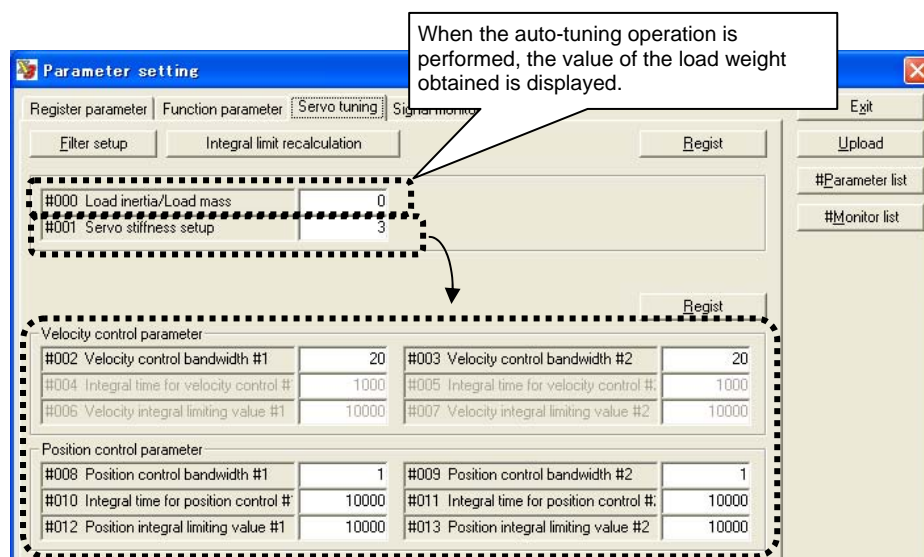 When the auto-tuning operation is
performed, the value of the load weight
obtained is displayed.
Parameter setting
Register parameter
Function parameter
Servo tuning
Exit
Filter setup
Integral limit recalculation
Regist
Upload
#Parameter list
#000 Load inertia/Load mass 0
#001 Servo stiffness setup 3
#Monitor list
Regist
Velocity control parameter
#002 Velocity control bandwidth #1 20
#003 Velocity control bandwidth #2 20
#004 Integral time for velocity control # 1000
#005 Integral time for velocity control #. 1000
#006 Velocity integral limiting value #1 10000
#007 Velocity integral limiting value #2 10000
Position control parameter
#008 Position control bandwidth #1 1
#009 Position control bandwidth #2 1
#010 Integral time for position control # 10000
#011 Integral time for position control #. 10000
#012 Position integral limiting value #1 10000
#013 Position integral limiting value #2 10000